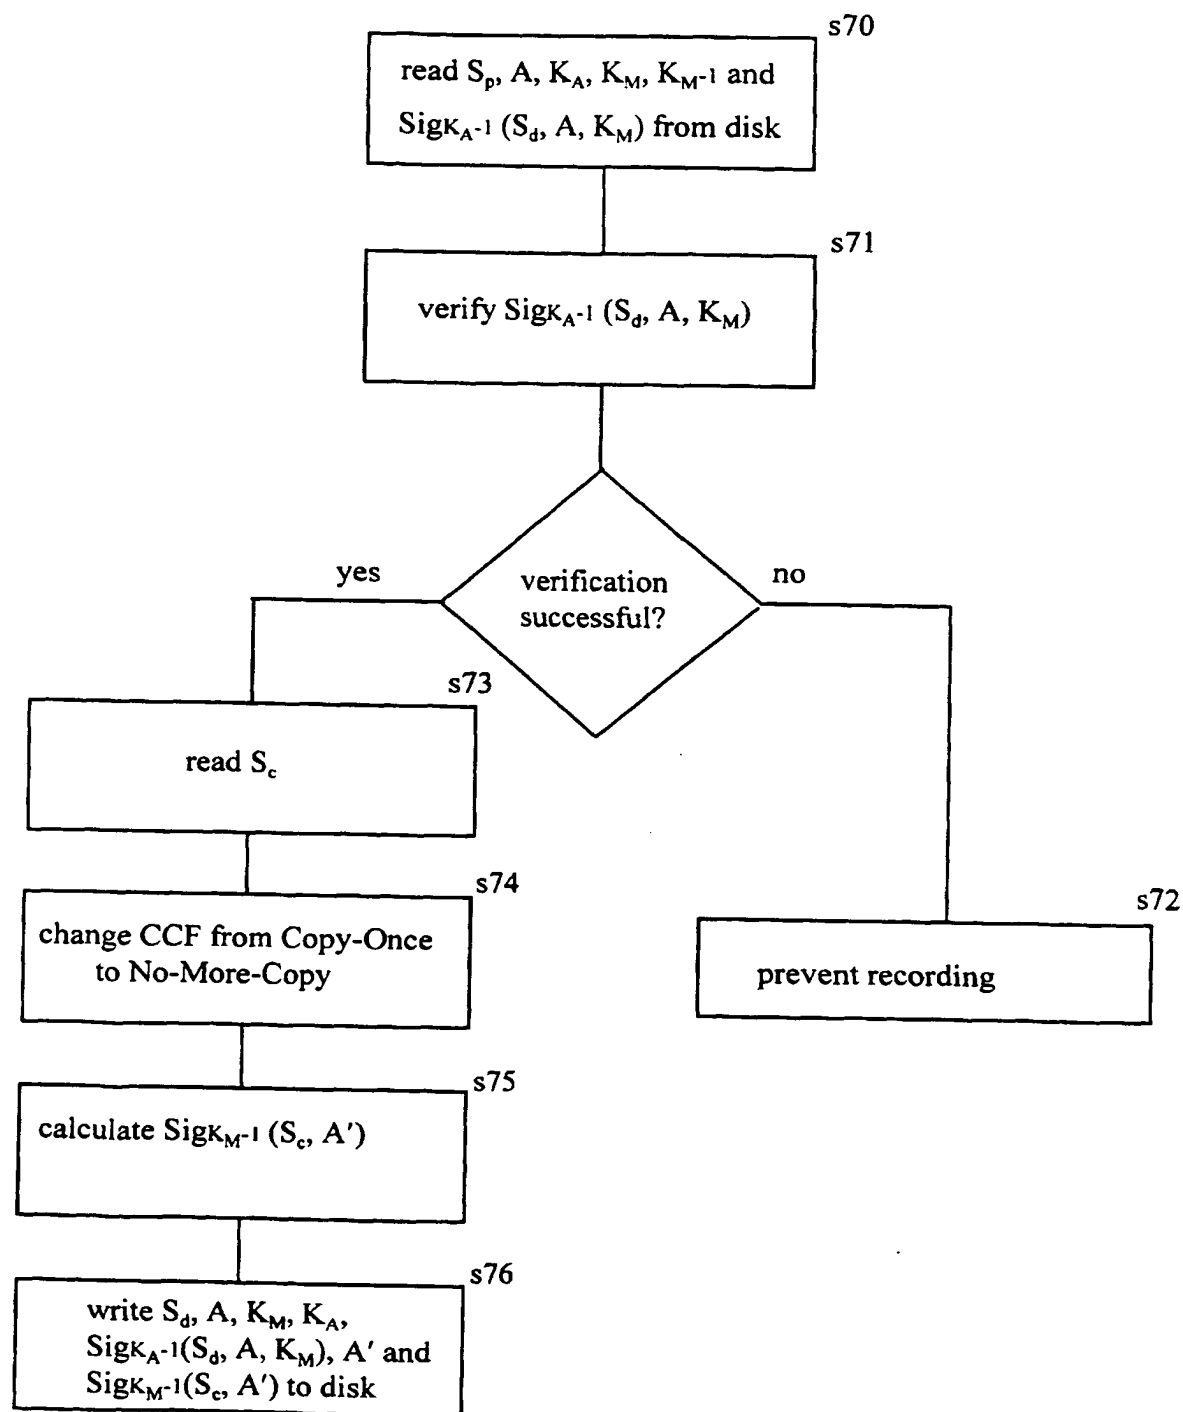 s70
read Sp, A, KA, KM, KM-1 and
SigKA-1 (Sd, A, KM) from disk
s71
verify SigKA-1 (Sd, A, KM)
verification
successful?
yes
no
s73
read Sc
s74
change CCF from Copy-Once
to No-More-Copy
s72
prevent recording
s75
calculate SigKM-1 (Sc, A′)
s76
write Sd, A, KM, KA,
SigKA-1(Sd, A, KM), A′ and
SigKM-1(Sc, A′) to disk